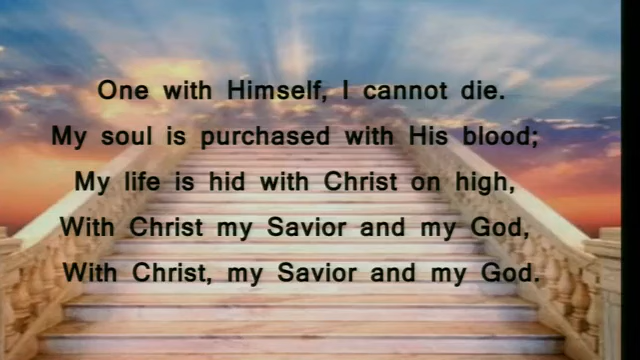 One with Himself, I cannot die.
My soul is purchased with His blood;
My life is hid with Christ on high,
With Christ my Savior and my God,
With Christ, my Savior and my God.